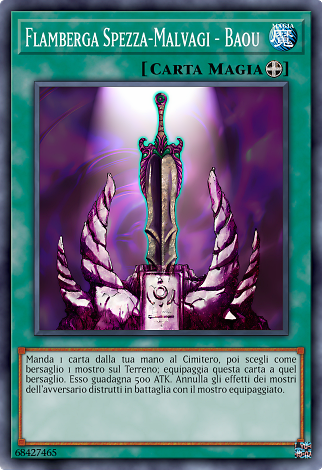 Flamberga Spezza-Malvagi - Baou
MAGIA
魔
[Carta Magia]
Manda 1 carta dalla tua mano al Cimitero, poi scegli come
bersaglio 1 mostro sul Terreno; equipaggia questa carta a quel
bersaglio. Esso guadagna 500 ATK. Annulla gli effetti dei mostri
dell'avversario distrutti in battaglia con il mostro equipaggiato.
68427465